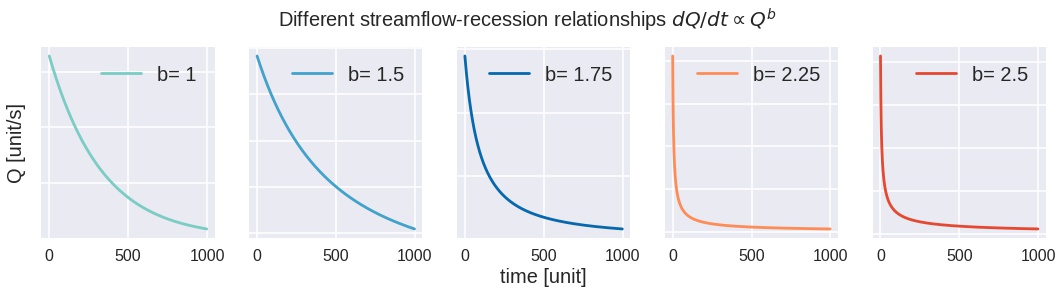 Different streamflow-recession relationships dQ/dt ∝ Q^b
b= 1
b= 1.5
b= 1.75
b= 2.25
b= 2.5
Q [unit/s]
0 500 1000
0 500 1000
0 500 1000
0 500 1000
0 500 1000
time [unit]